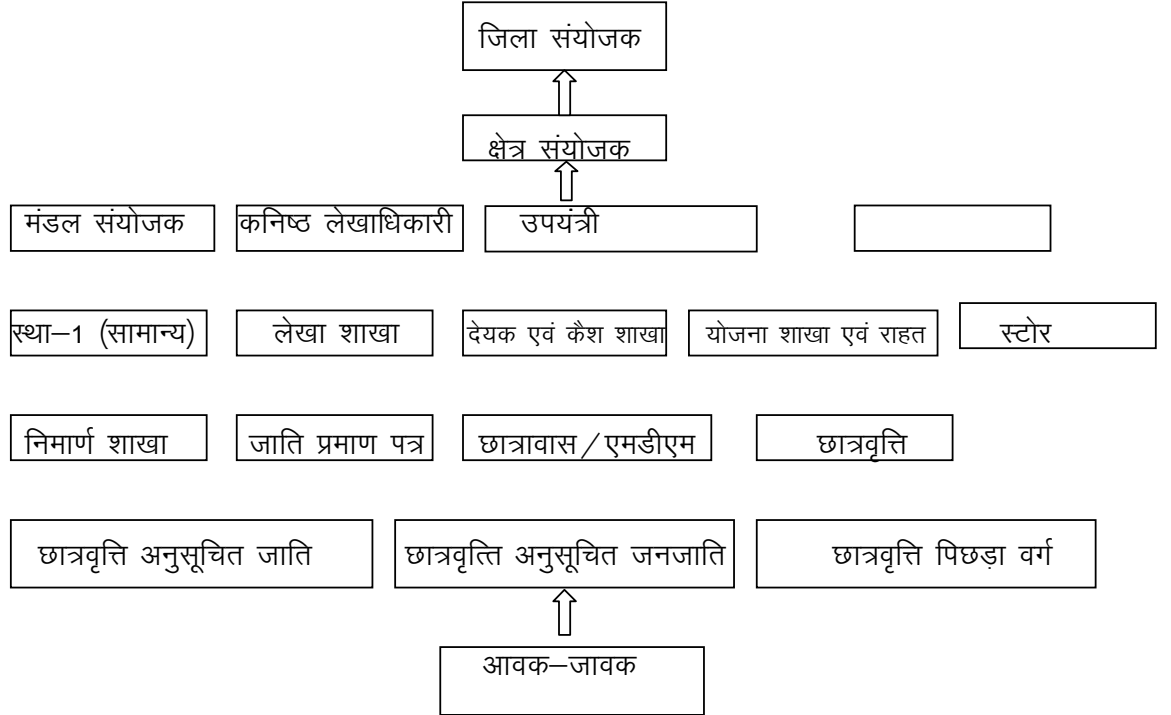 जिला संयोजक
क्षेत्र संयोजक
मंडल संयोजक कनिष्ठ लेखाधिकारी उपयंत्री
स्था–1 (सामान्य) लेखा शाखा देयक एवं कैश शाखा योजना शाखा एवं राहत स्टोर
निमार्ण शाखा जाति प्रमाण पत्र छात्रावास/एमडीएम छात्रवृत्ति
छात्रवृत्ति अनुसूचित जाति छात्रवृत्ति अनुसूचित जनजाति छात्रवृत्ति पिछड़ा वर्ग
आवक–जावक